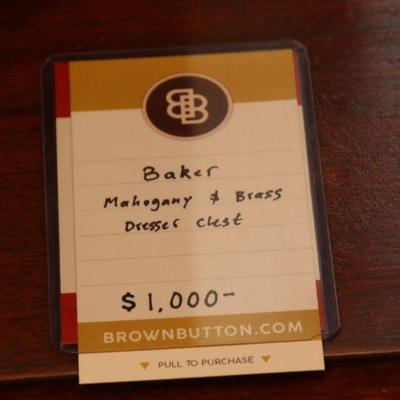 BB
Baker
Mahogany & Brass
Dresser Chest
$1,000-
BROWNBUTTON.COM
PULL TO PURCHASE